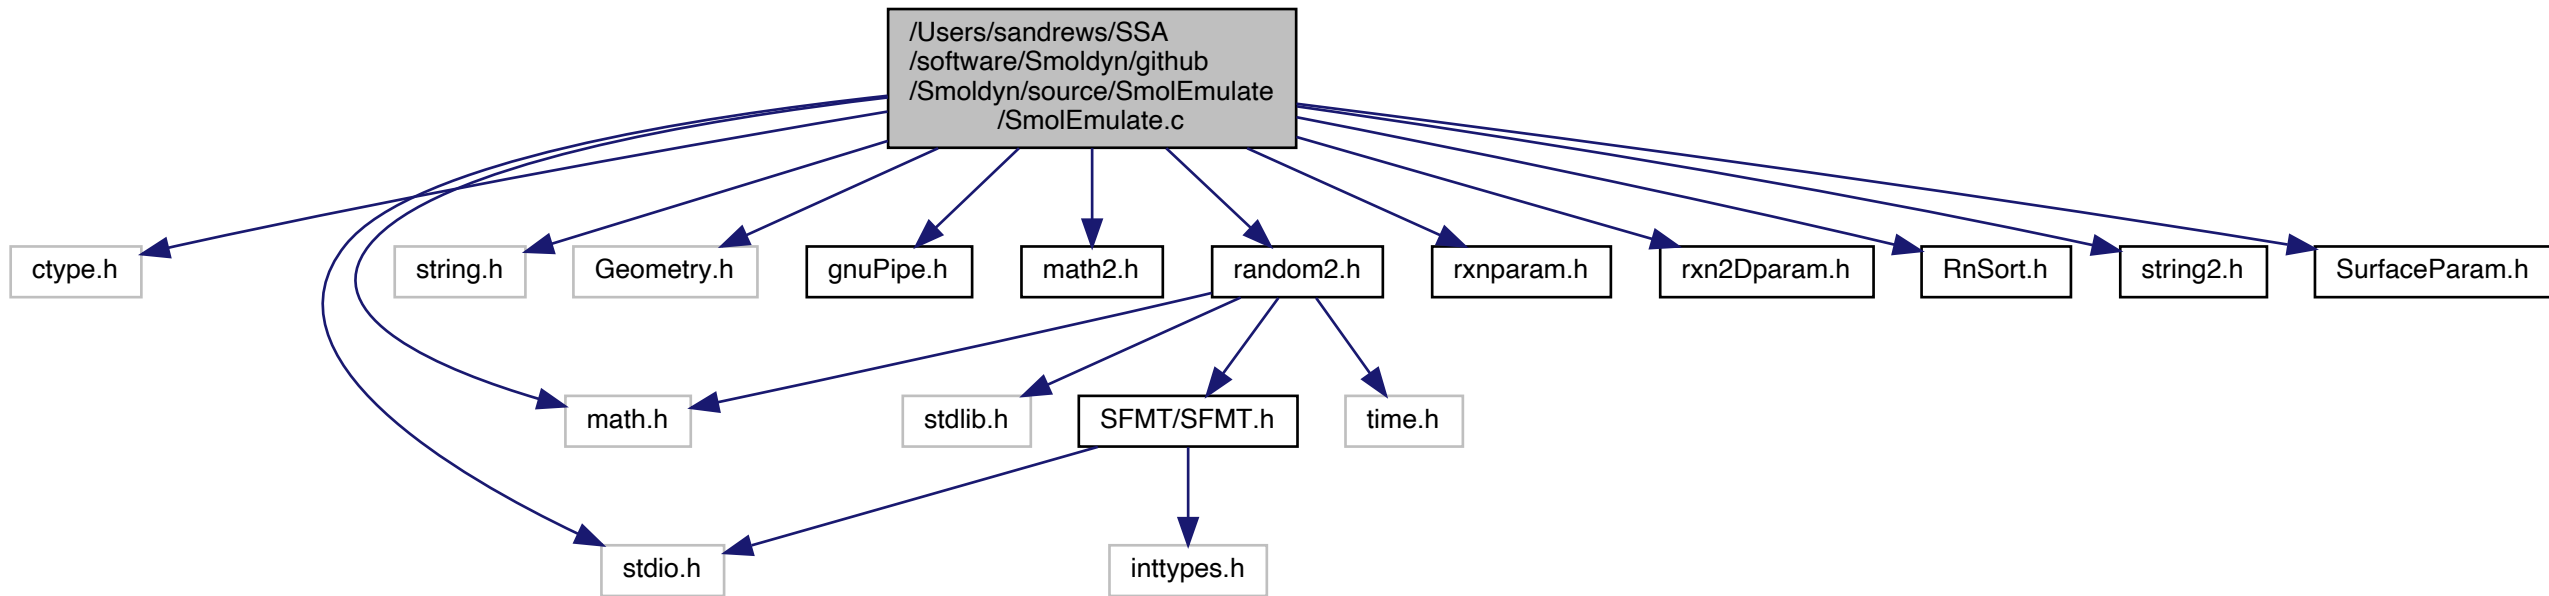 /Users/sandrews/SSA
/software/Smoldyn/github
/Smoldyn/source/SmolEmulate
/SmolEmulate.c
ctype.h
string.h
Geometry.h
gnuPipe.h
math2.h
random2.h
rxnparam.h
rxn2Dparam.h
RnSort.h
string2.h
SurfaceParam.h
math.h
stdlib.h
SFMT/SFMT.h
time.h
stdio.h
inttypes.h